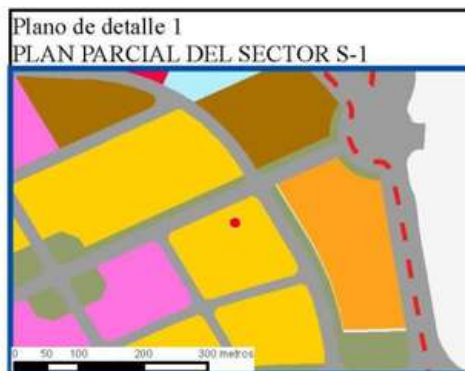 Plano de detalle 1
PLAN PARCIAL DEL SECTOR S-1
0 50 100 200 300 metros